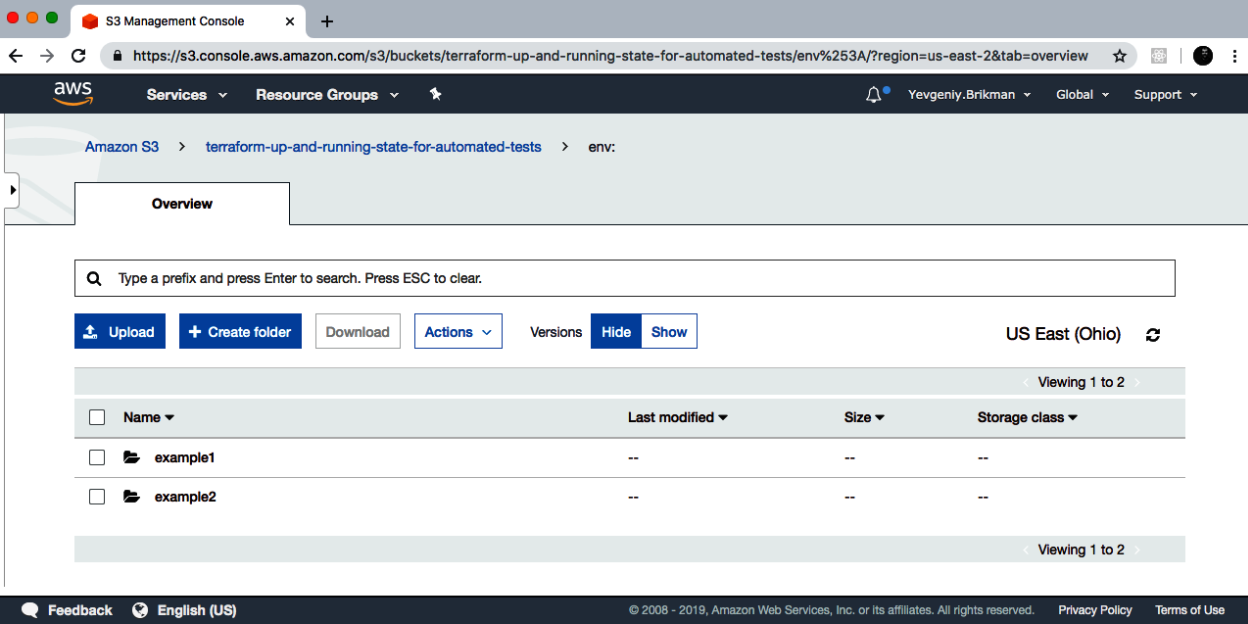 S3 Management Console
https://s3.console.aws.amazon.com/s3/buckets/terraform-up-and-running-state-for-automated-tests/env%253A/?region=us-east-2&tab=overview
aws Services Resource Groups Yevgeniy.Brikman Global Support
Amazon S3 > terraform-up-and-running-state-for-automated-tests > env:
Overview
Type a prefix and press Enter to search. Press ESC to clear.
Upload + Create folder Download Actions Versions Hide Show US East (Ohio)
Viewing 1 to 2
Name Last modified Size Storage class
example1 -- -- --
example2 -- -- --
Viewing 1 to 2
Feedback English (US) © 2008 - 2019, Amazon Web Services, Inc. or its affiliates. All rights reserved. Privacy Policy Terms of Use